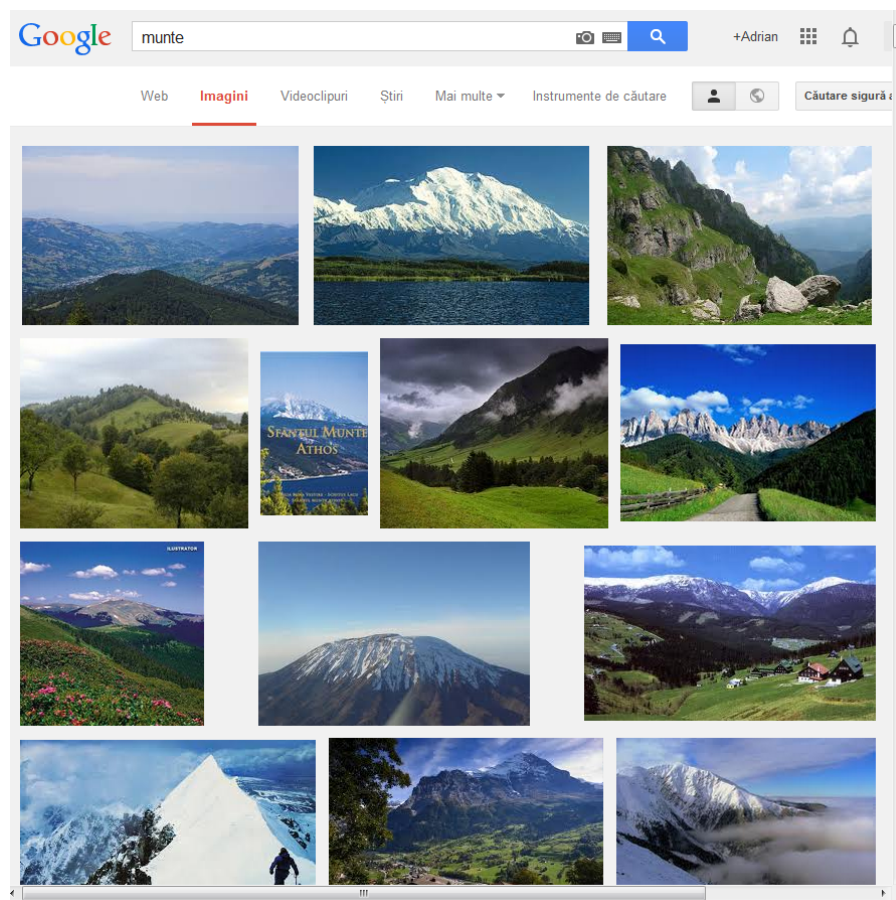 Google
munte
+Adrian
Web Imagini Videoclipuri Știri Mai multe Instrumente de căutare Căutare sigură a
SFÂNTUL MUNTE
ATHOS
ILUSTRATOR